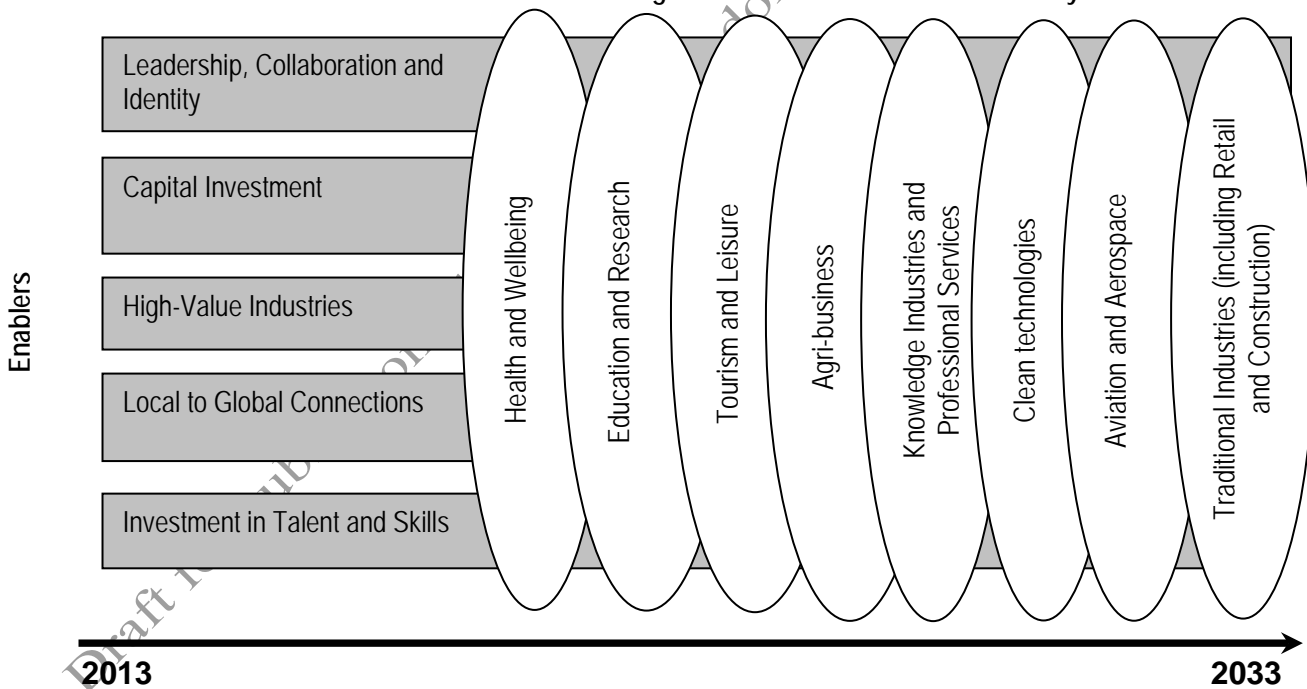 Leadership, Collaboration and
Identity
Capital Investment
High-Value Industries
Local to Global Connections
Investment in Talent and Skills
Enablers
Health and Wellbeing
Education and Research
Tourism and Leisure
Agri-business
Knowledge Industries and
Professional Services
Clean technologies
Aviation and Aerospace
Traditional Industries (including Retail
and Construction)
Draft
2013
2033